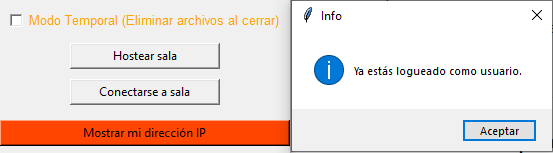 Modo Temporal (Eliminar archivos al cerrar)
Hostear sala
Conectarse a sala
Mostrar mi dirección IP
Info
Ya estás logueado como usuario.
Aceptar